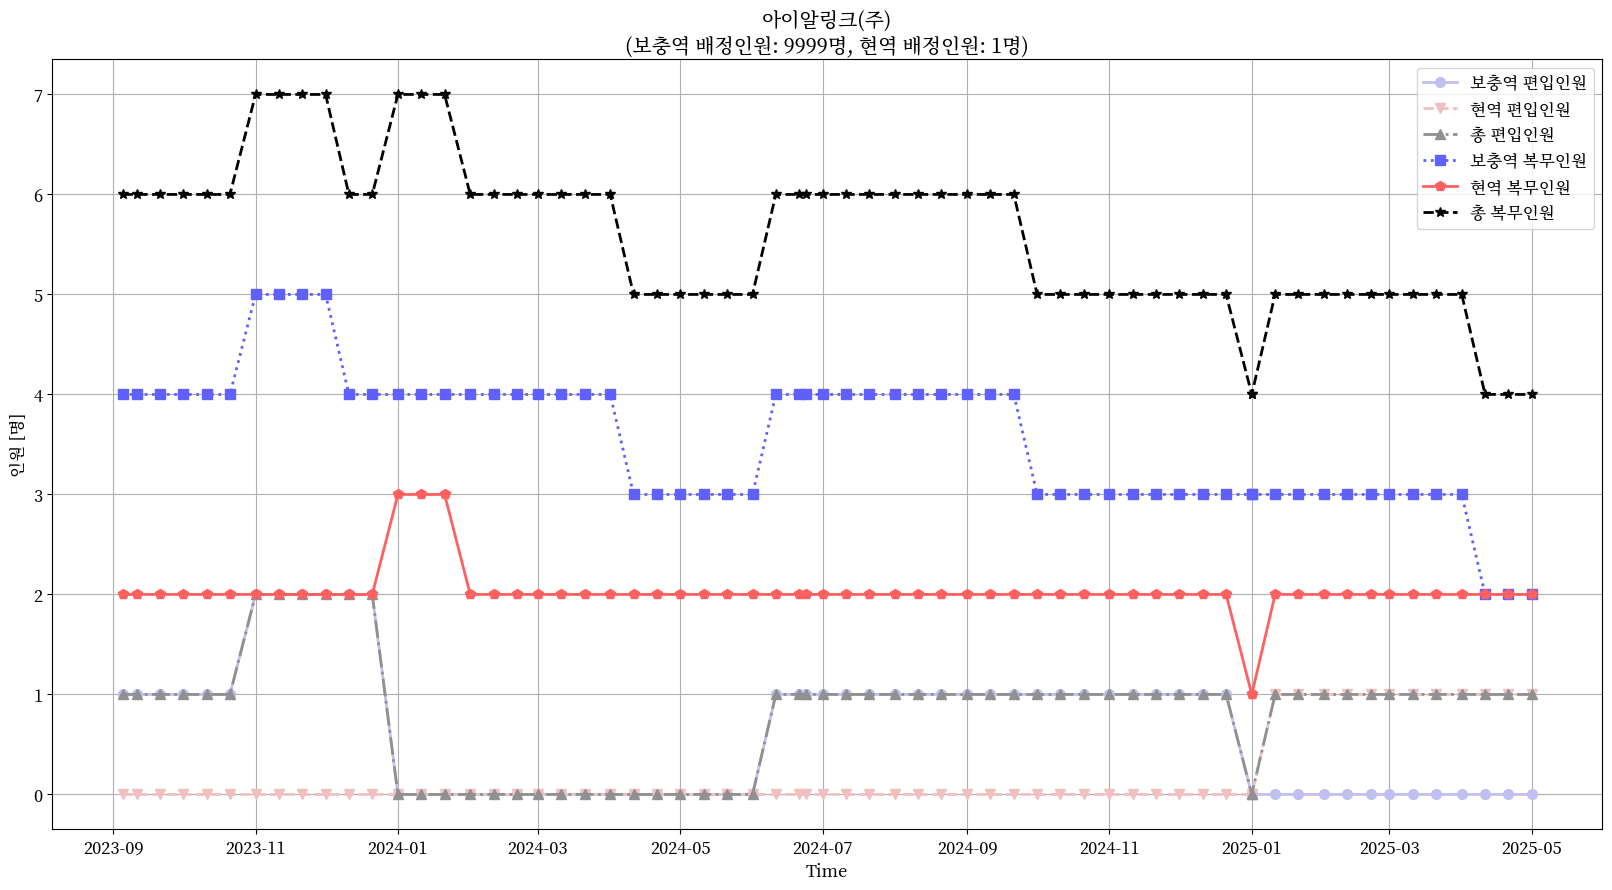 아이알링크(주)
(보충역 배정인원: 9999명, 현역 배정인원: 1명)
보충역 편입인원
현역 편입인원
총 편입인원
보충역 복무인원
현역 복무인원
총 복무인원
인원 [명]
7
6
5
4
3
2
1
0
2023-09 2023-11 2024-01 2024-03 2024-05 2024-07 2024-09 2024-11 2025-01 2025-03 2025-05
Time